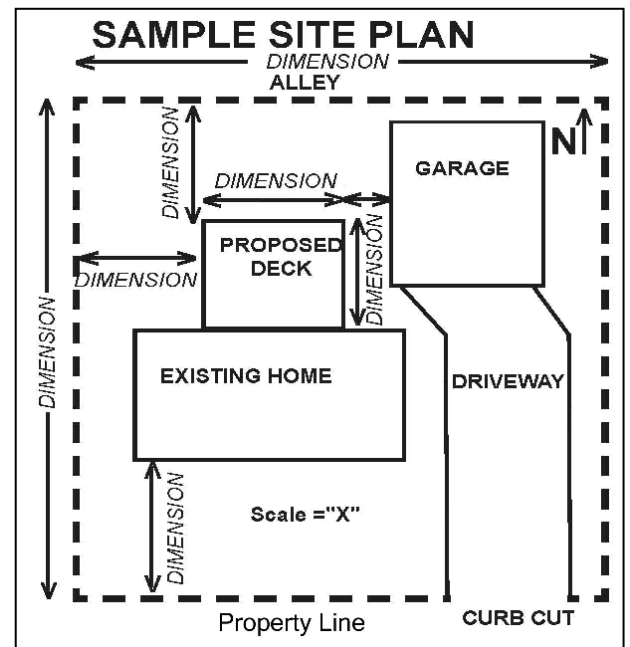 SAMPLE SITE PLAN
DIMENSION
ALLEY
N
DIMENSION
DIMENSION
GARAGE
PROPOSED
DECK
DIMENSION
DIMENSION
DIMENSION
EXISTING HOME
DRIVEWAY
DIMENSION
Scale ="X"
Property Line
CURB CUT